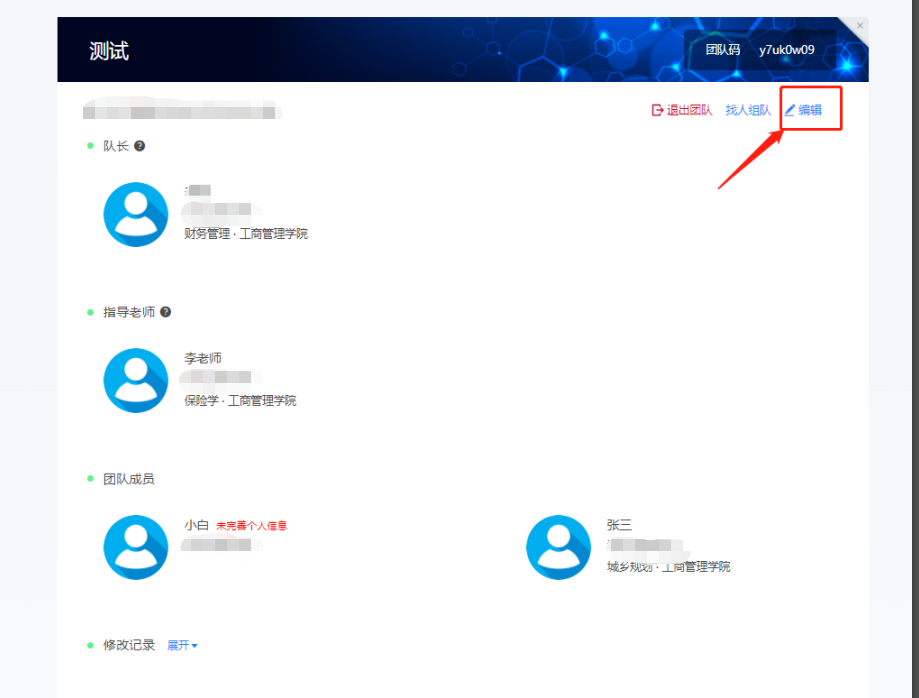 测试
团队码 y7uk0w09
退出团队 找人组队 编辑
队长
财务管理 · 工商管理学院
指导老师
李老师
保险学 · 工商管理学院
团队成员
小白 未完善个人信息
张三
城乡规划 · 工商管理学院
修改记录 展开